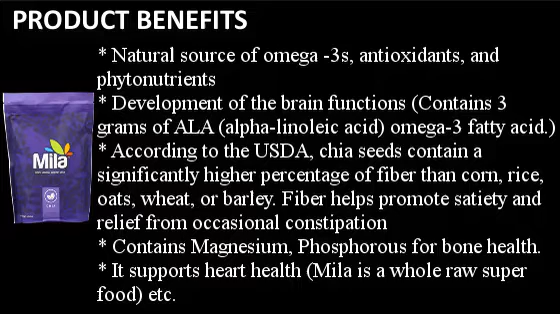 PRODUCT BENEFITS
* Natural source of omega -3s, antioxidants, and
phytonutrients
* Development of the brain functions (Contains 3
grams of ALA (alpha-linoleic acid) omega-3 fatty acid.)
* According to the USDA, chia seeds contain a
significantly higher percentage of fiber than corn, rice,
oats, wheat, or barley. Fiber helps promote satiety and
relief from occasional constipation
* Contains Magnesium, Phosphorous for bone health.
* It supports heart health (Mila is a whole raw super
food) etc.
Mila